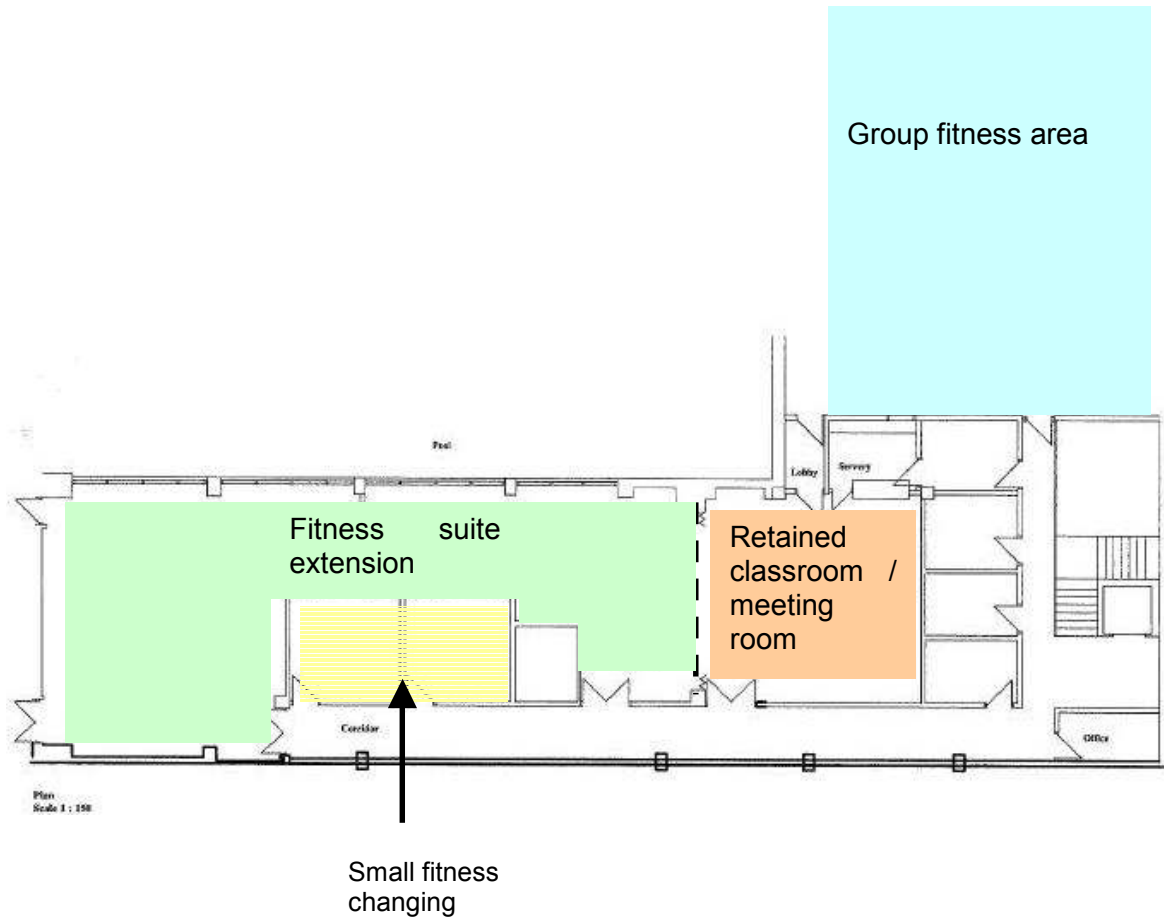 Group fitness area
Pool
Lobby
Servery
Fitness suite
extension
Retained
classroom /
meeting
room
Corridor
Office
Plan
Scale 1 : 150
Small fitness
changing